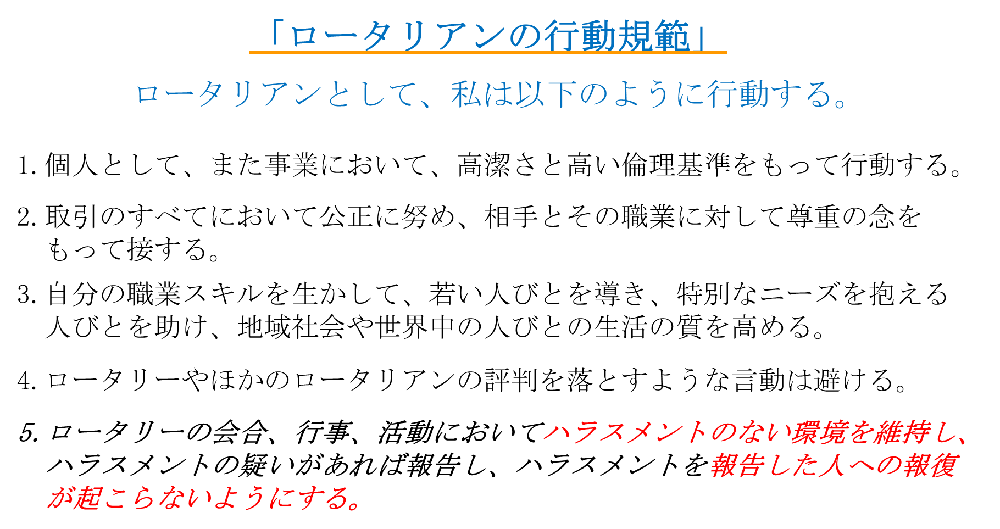 「ロータリアンの行動規範」
ロータリアンとして、私は以下のように行動する。
1. 個人として、また事業において、高潔さと高い倫理基準をもって行動する。
2. 取引のすべてにおいて公正に努め、相手とその職業に対して尊重の念を
もって接する。
3. 自分の職業スキルを生かして、若い人びとを導き、特別なニーズを抱える
人びとを助け、地域社会や世界中の人びとの生活の質を高める。
4. ロータリーやほかのロータリアンの評判を落とすような言動は避ける。
5. ロータリーの会合、行事、活動においてハラスメントのない環境を維持し、
ハラスメントの疑いがあれば報告し、ハラスメントを報告した人への報復
が起こらないようにする。